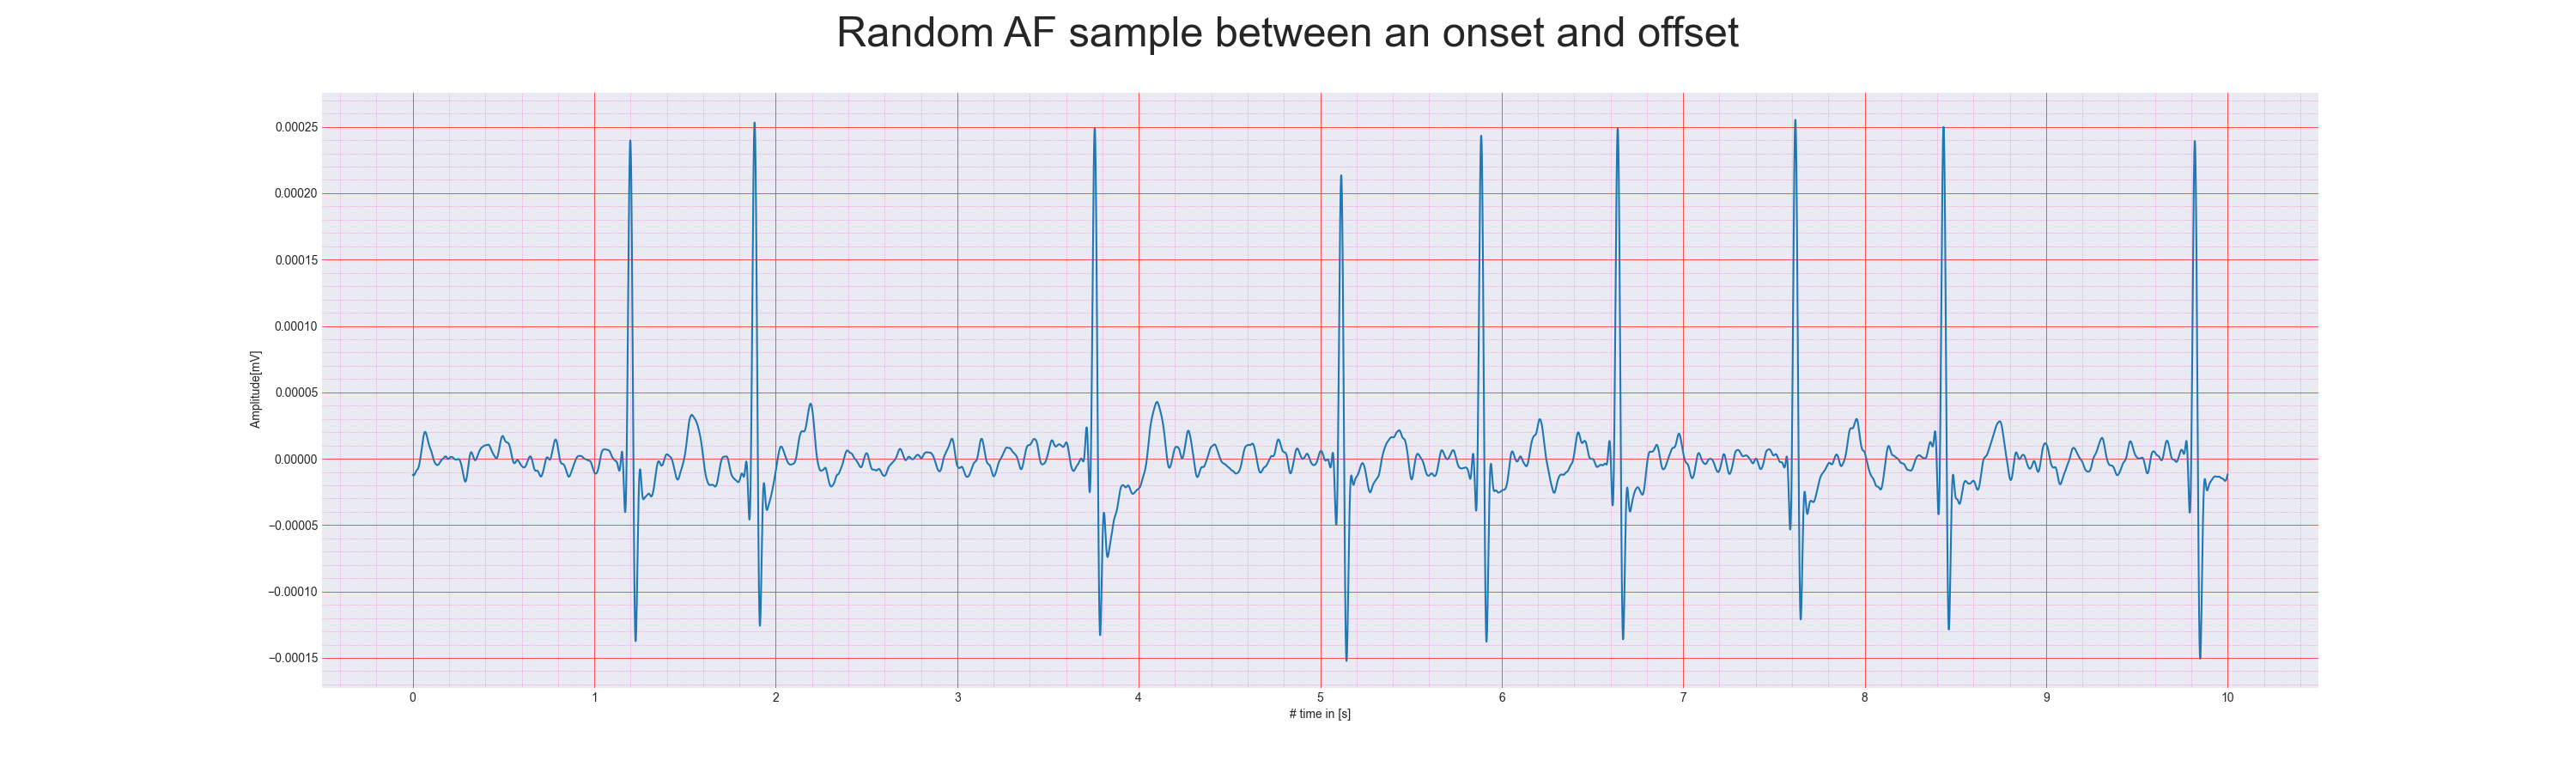 Random AF sample between an onset and offset
0.00025
0.00020
0.00015
0.00010
0.00005
0.00000
−0.00005
−0.00010
−0.00015
Amplitude[mV]
0 1 2 3 4 5 6 7 8 9 10
# time in [s]